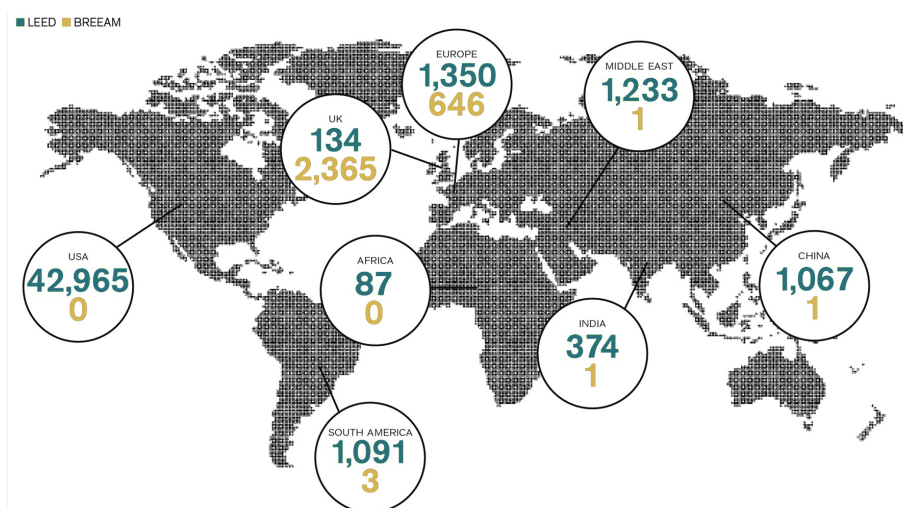 LEED BREEAM
EUROPE
1,350
646
MIDDLE EAST
1,233
1
UK
134
2,365
USA
42,965
0
AFRICA
87
0
CHINA
1,067
1
INDIA
374
1
SOUTH AMERICA
1,091
3